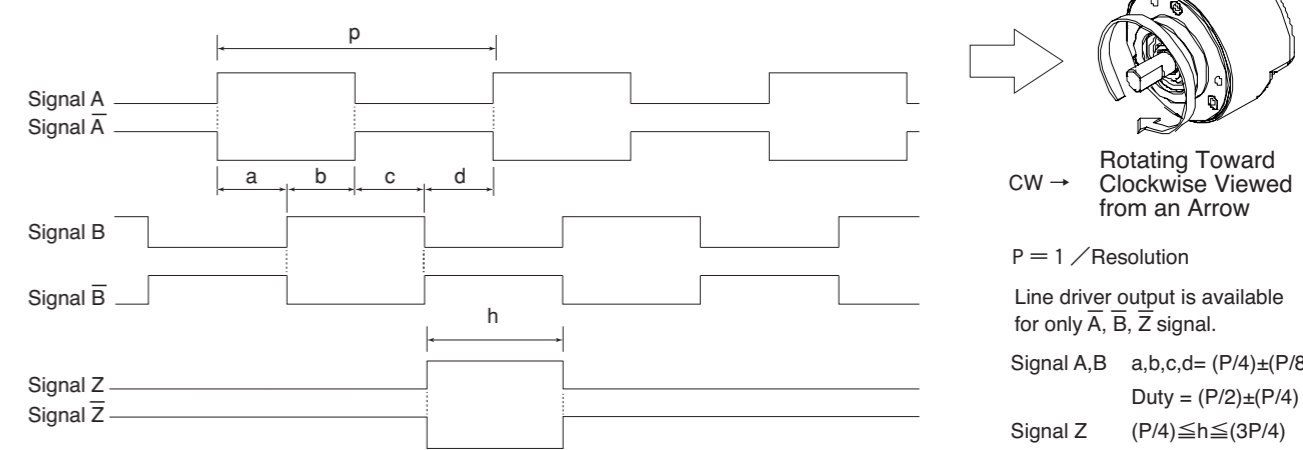 p
Signal A
Signal A̅
a b c d
Signal B
Signal B̅
h
Signal Z
Signal Z̅
CW →
Rotating Toward
Clockwise Viewed
from an Arrow
P = 1 ／Resolution
Line driver output is available
for only A̅, B̅, Z̅ signal.
Signal A,B a,b,c,d= (P/4)±(P/8
Duty = (P/2)±(P/4)
Signal Z (P/4)≦h≦(3P/4)